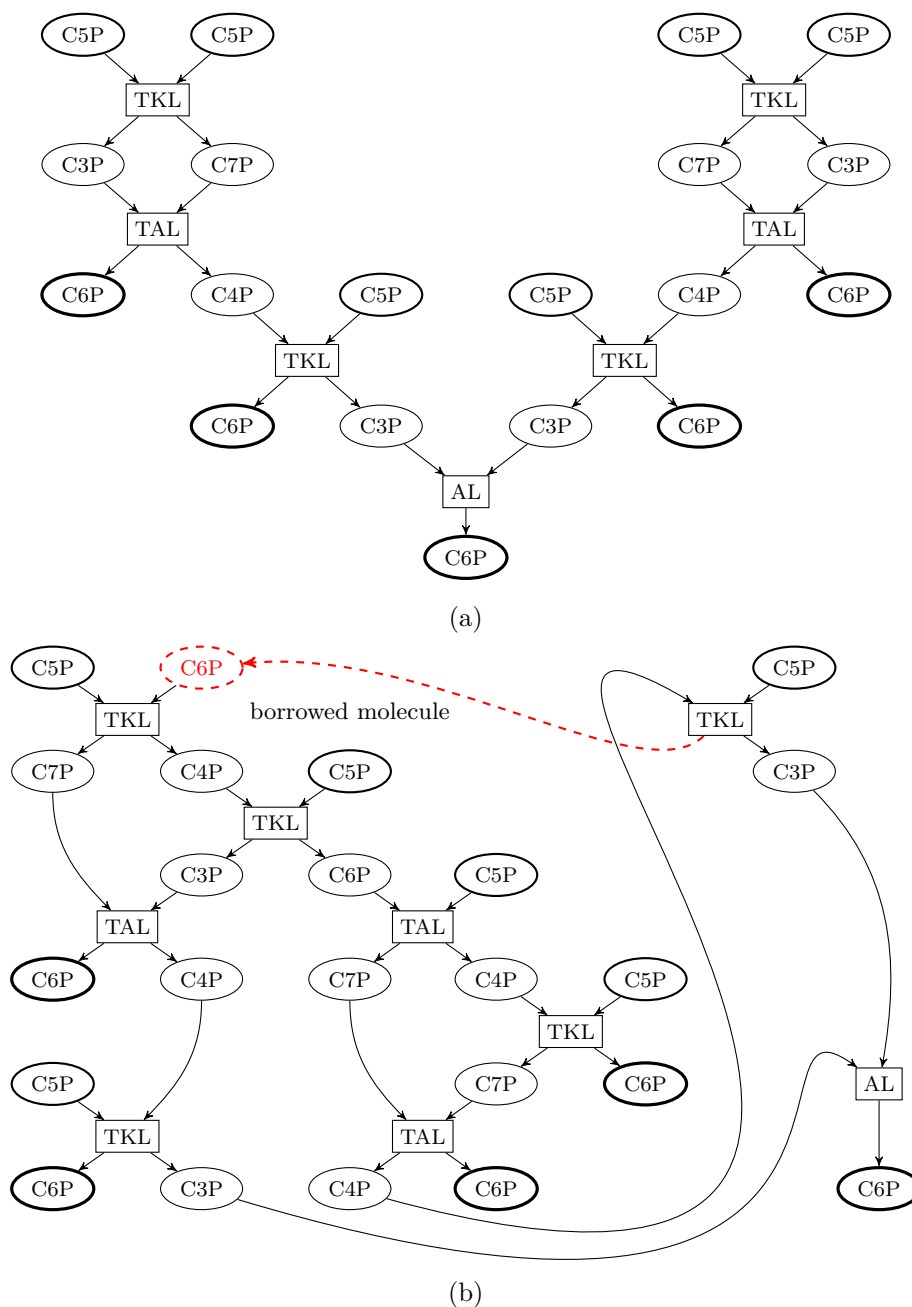 C5P C5P C5P C5P
TKL TKL
C3P C7P C7P C3P
TAL TAL
C6P C4P C5P C5P C4P C6P
TKL TKL
C6P C3P C3P C6P
AL
C6P
(a)
C5P C6P C5P
borrowed molecule
TKL TKL
C7P C4P C5P C3P
TKL
C3P C6P C5P
TAL TAL
C6P C4P C7P C4P C5P
TKL
C5P C7P C6P AL
TKL TAL
C6P C3P C4P C6P C6P
(b)